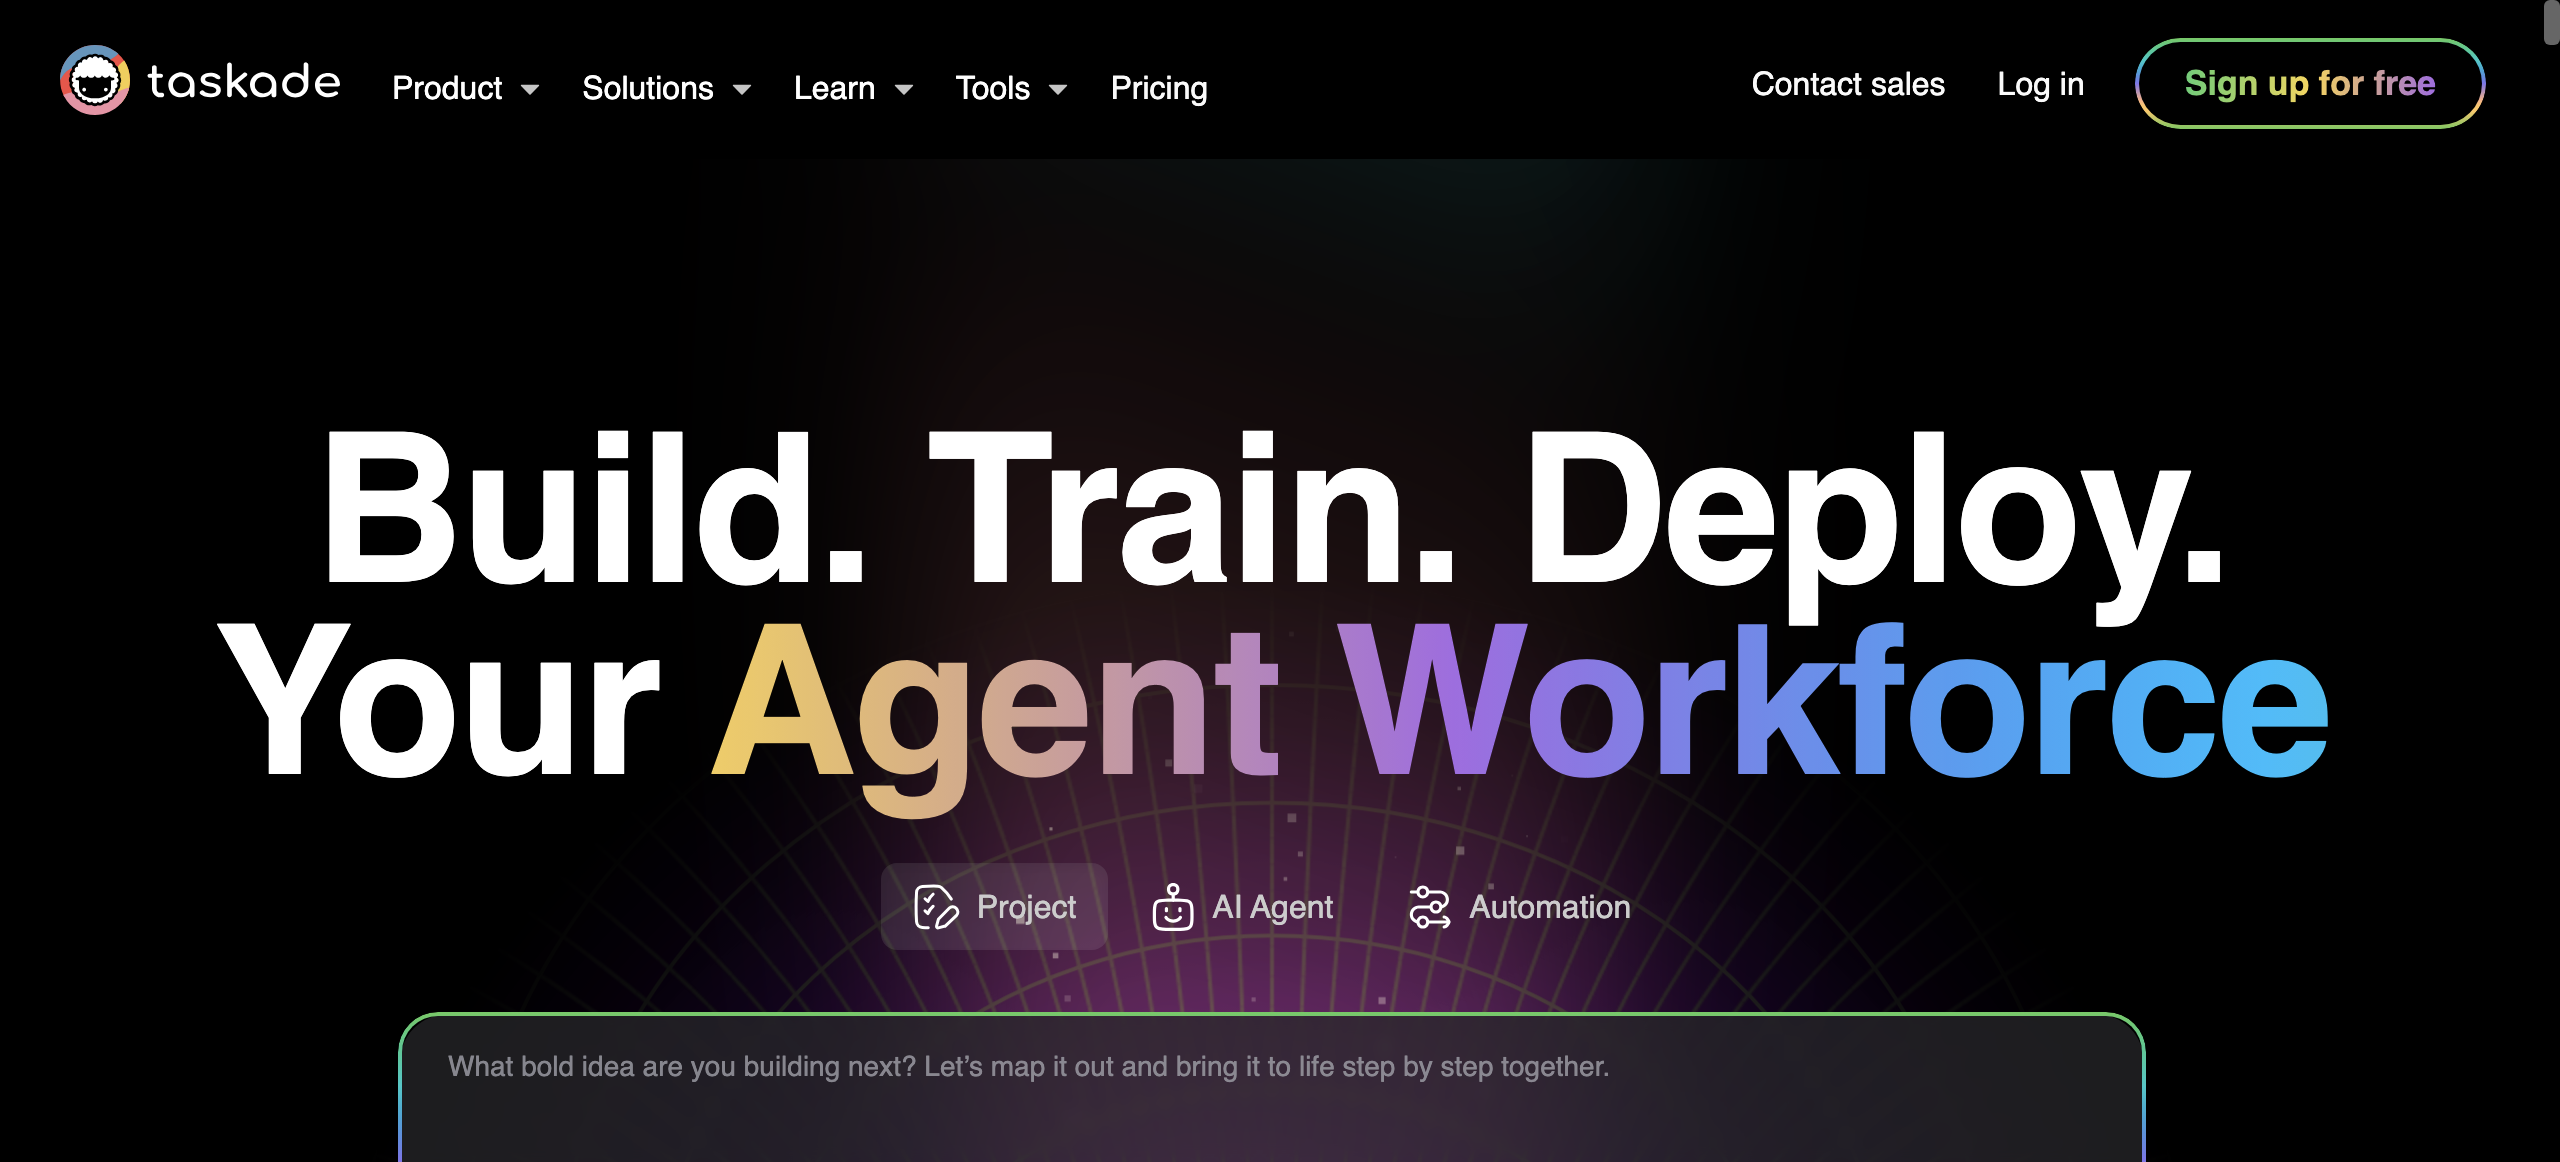 taskade Product Solutions Learn Tools Pricing Contact sales Log in Sign up for free
Build. Train. Deploy.
Your Agent Workforce
Project AI Agent Automation
What bold idea are you building next? Let’s map it out and bring it to life step by step together.